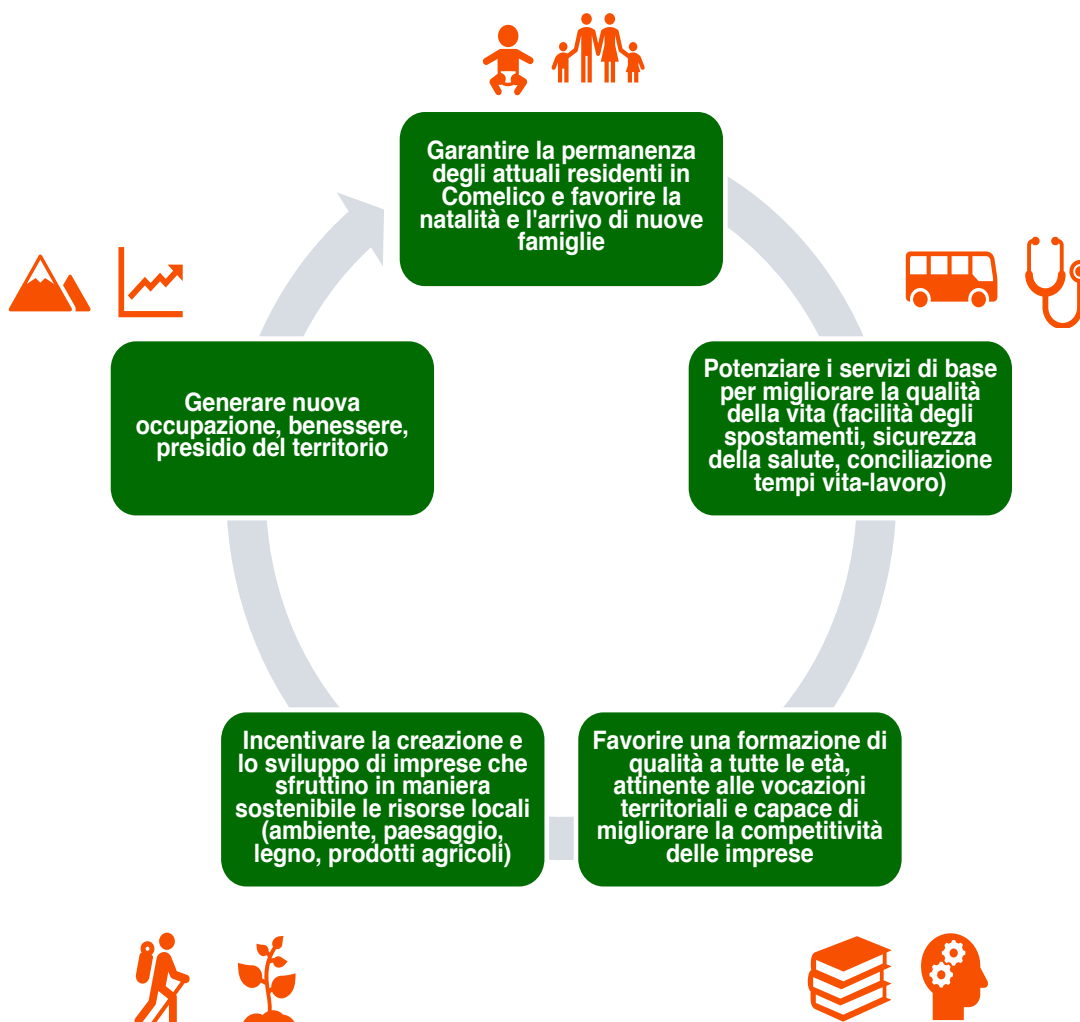 Garantire la permanenza
degli attuali residenti in
Comelico e favorire la
natalità e l'arrivo di nuove
famiglie
Potenziare i servizi di base
per migliorare la qualità
della vita (facilità degli
spostamenti, sicurezza
della salute, conciliazione
tempi vita-lavoro)
Favorire una formazione di
qualità a tutte le età,
attinente alle vocazioni
territoriali e capace di
migliorare la competitività
delle imprese
Incentivare la creazione e
lo sviluppo di imprese che
sfruttino in maniera
sostenibile le risorse locali
(ambiente, paesaggio,
legno, prodotti agricoli)
Generare nuova
occupazione, benessere,
presidio del territorio